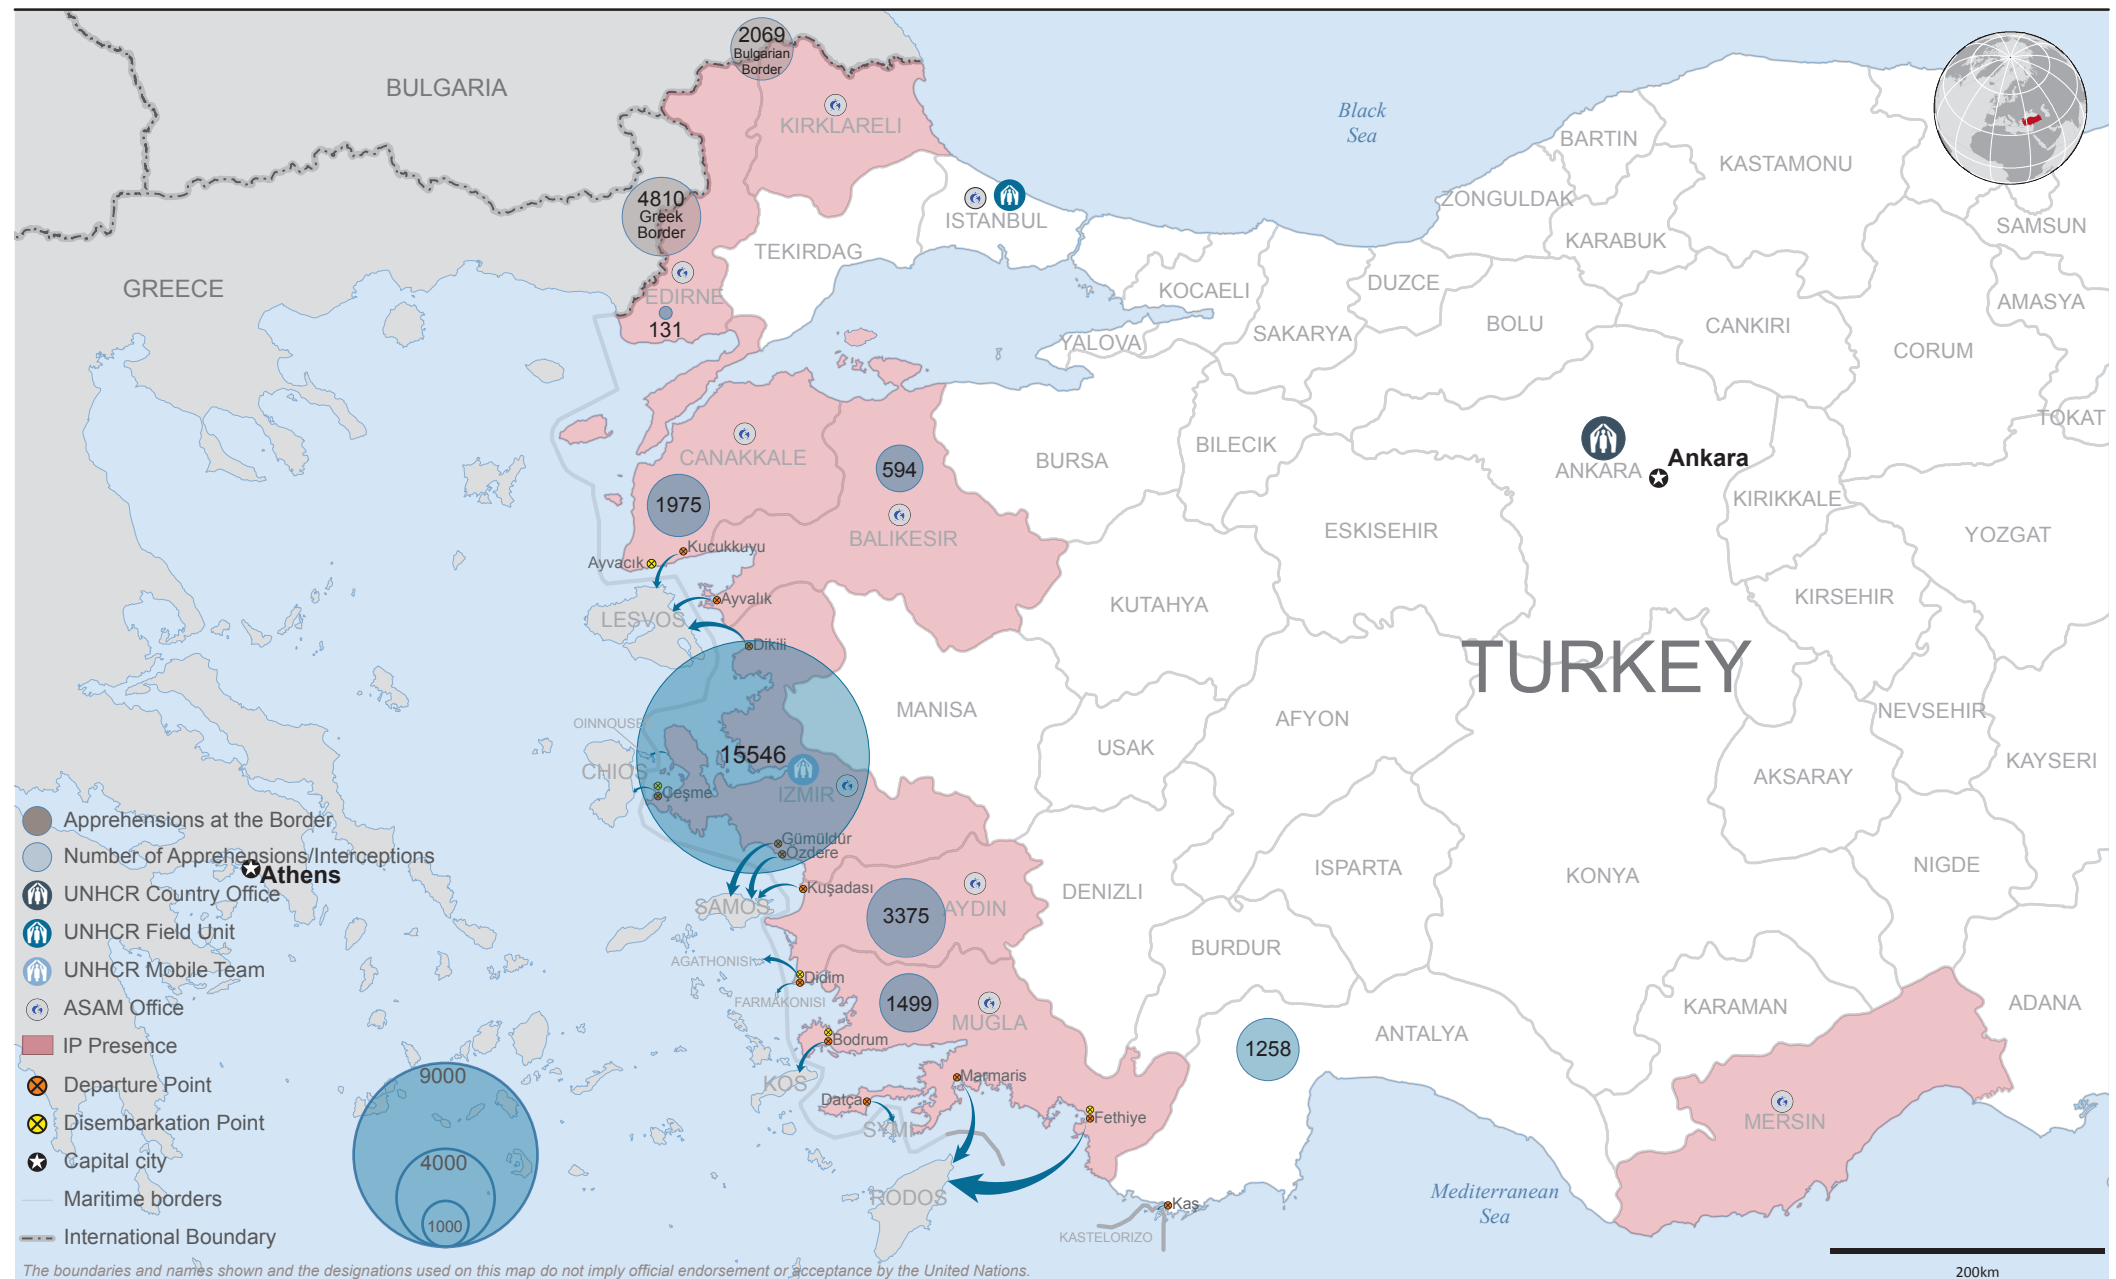 2069
Bulgarian
Border
BULGARIA
KIRKLARELI
Black
Sea
BARTIN
KASTAMONU
ZONGULDAK
SAMSUN
4810
Greek
Border
ISTANBUL
KARABUK
TEKIRDAG
DUZCE
GREECE
EDIRNE
KOCAELI
AMASYA
131
BOLU
CANKIRI
YALOVA
SAKARYA
CORUM
TOKAT
CANAKKALE
594
BURSA
BILECIK
ANKARA
Ankara
1975
KIRIKKALE
BALIKESIR
ESKISEHIR
YOZGAT
Kucukkuyu
Ayvacık
Ayvalık
KUTAHYA
KIRSEHIR
LESVOS
Dikili
TURKEY
MANISA
AFYON
NEVSEHIR
OINNOUSE
15546
USAK
KAYSERI
CHIOS
Çeşme
IZMIR
AKSARAY
Apprehensions at the Border
Gümüldür
Özdere
Number of Apprehensions/Interceptions
Athens
ISPARTA
KONYA
NIGDE
UNHCR Country Office
Kuşadası
DENIZLI
SAMOS
3375
AYDIN
UNHCR Field Unit
BURDUR
AGATHONISI
UNHCR Mobile Team
Didim
FARMAKONISI
1499
MUGLA
KARAMAN
ADANA
ASAM Office
ANTALYA
IP Presence
Bodrum
1258
9000
KOS
Marmaris
Departure Point
Datça
Fethiye
Disembarkation Point
SYMI
MERSIN
4000
Capital city
RODOS
Mediterranean
Sea
Maritime borders
Kaş
1000
International Boundary
KASTELORIZO
The boundaries and names shown and the designations used on this map do not imply official endorsement or acceptance by the United Nations.
200km